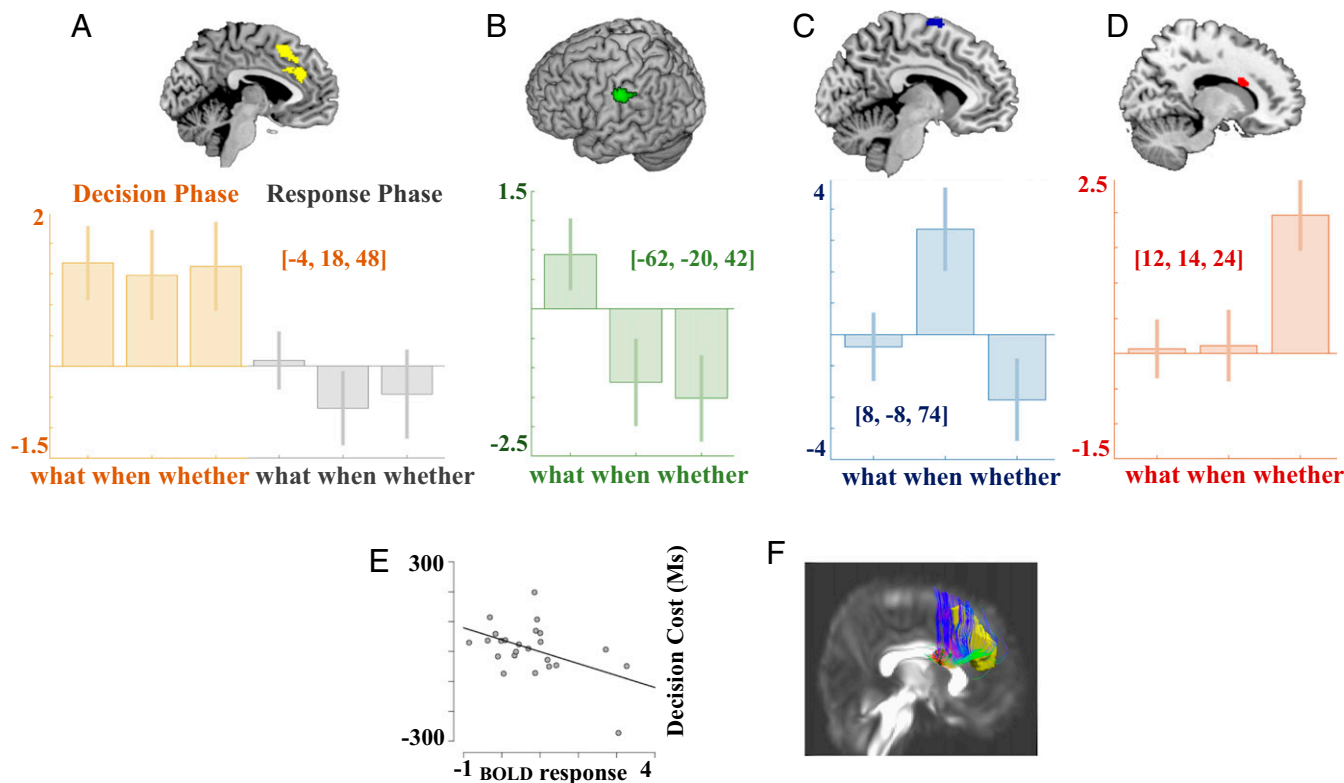 A
B
C
D
Decision Phase
Response Phase
2
-1.5
[-4, 18, 48]
what when whether
what when whether
1.5
-2.5
[-62, -20, 42]
what when whether
4
-4
[8, -8, 74]
what when whether
2.5
-1.5
[12, 14, 24]
what when whether
E
300
-300
-1
BOLD response
4
Decision Cost (Ms)
F